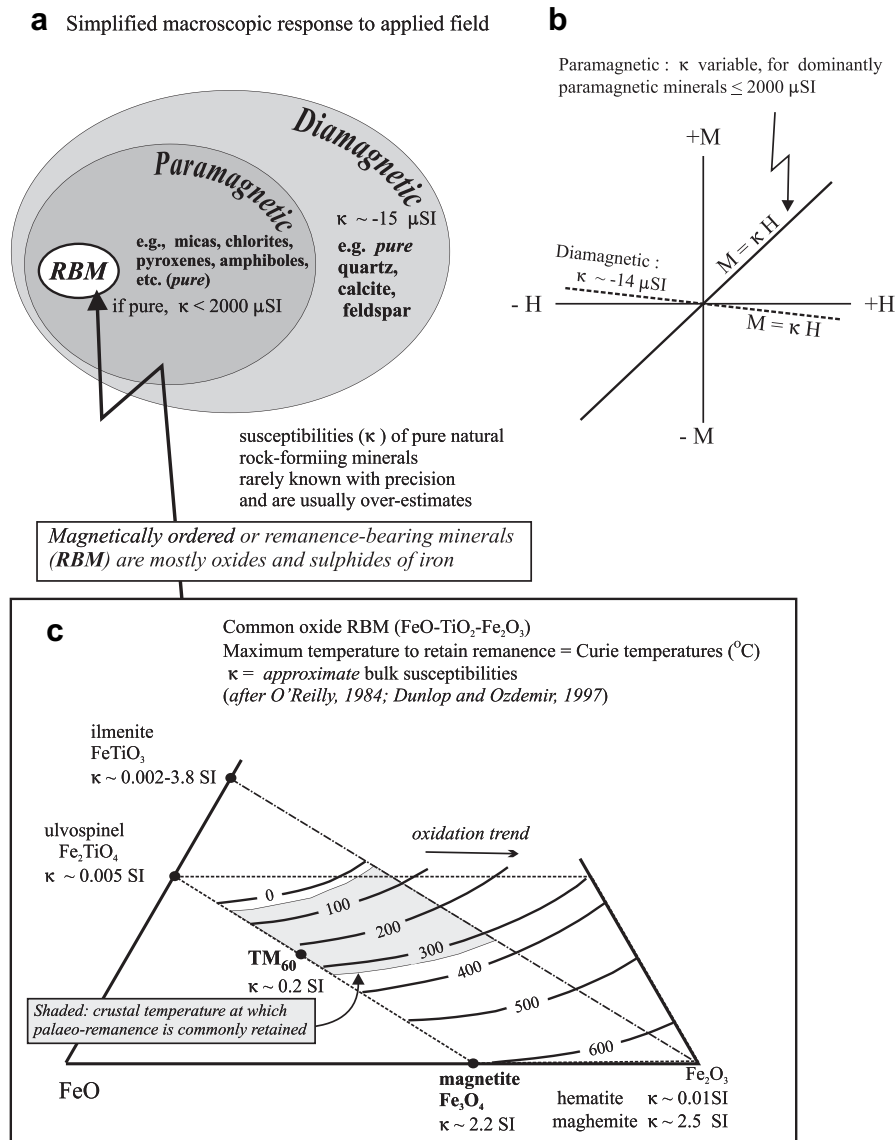 a Simplified macroscopic response to applied field
Diamagnetic
κ ~ -15 μSI
e.g. pure
quartz,
calcite,
feldspar
Paramagnetic
e.g., micas, chlorites,
pyroxenes, amphiboles,
etc. (pure)
if pure, κ < 2000 μSI
RBM
susceptibilities (κ ) of pure natural
rock-formiing minerals
rarely known with precision
and are usually over-estimates
Magnetically ordered or remanence-bearing minerals
(RBM) are mostly oxides and sulphides of iron
b
Paramagnetic : κ variable, for dominantly
paramagnetic minerals ≤ 2000 μSI
+M
M = κ H
Diamagnetic :
κ ~ -14 μSI
- H
+H
M = κ H
- M
c
Common oxide RBM (FeO-TiO₂-Fe₂O₃)
Maximum temperature to retain remanence = Curie temperatures (°C)
κ = approximate bulk susceptibilities
(after O'Reilly, 1984; Dunlop and Ozdemir, 1997)
ilmenite
FeTiO₃
κ ~ 0.002-3.8 SI
ulvospinel
Fe₂TiO₄
κ ~ 0.005 SI
oxidation trend
0
100
200
300
400
500
600
TM₆₀
κ ~ 0.2 SI
Shaded: crustal temperature at which
palaeo-remanence is commonly retained
FeO
magnetite
Fe₃O₄
κ ~ 2.2 SI
Fe₂O₃
hematite κ ~ 0.01SI
maghemite κ ~ 2.5 SI